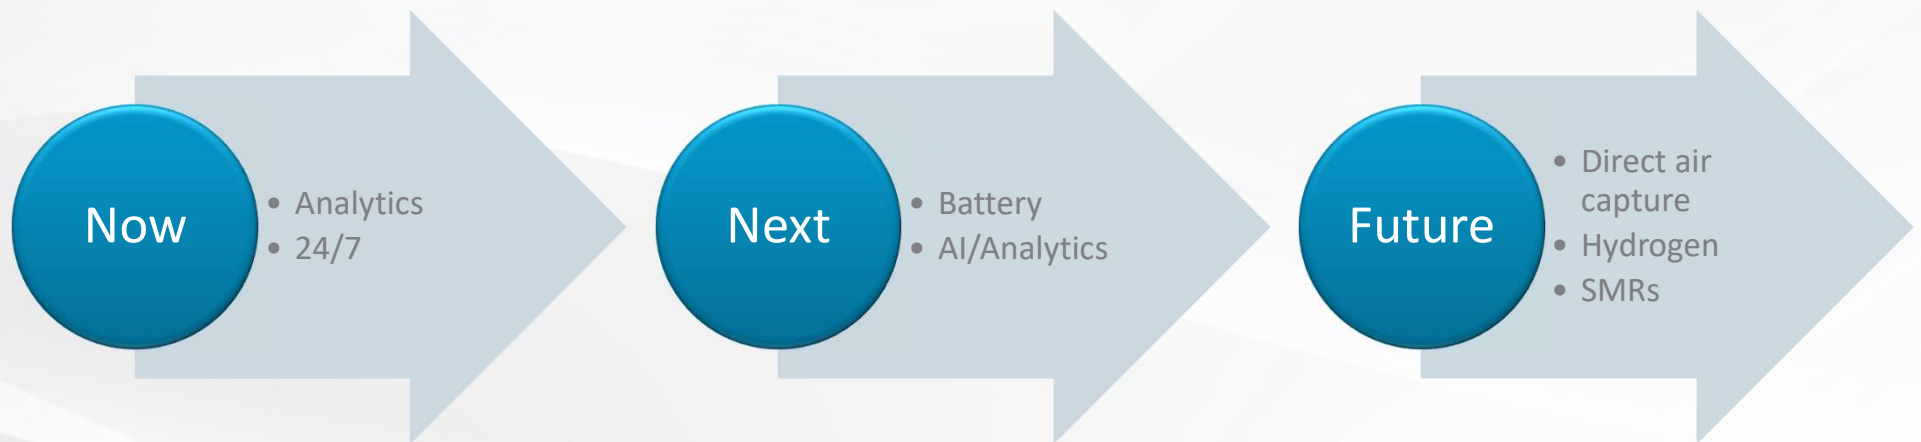 Now
• Analytics
• 24/7
Next
• Battery
• AI/Analytics
Future
• Direct air
capture
• Hydrogen
• SMRs